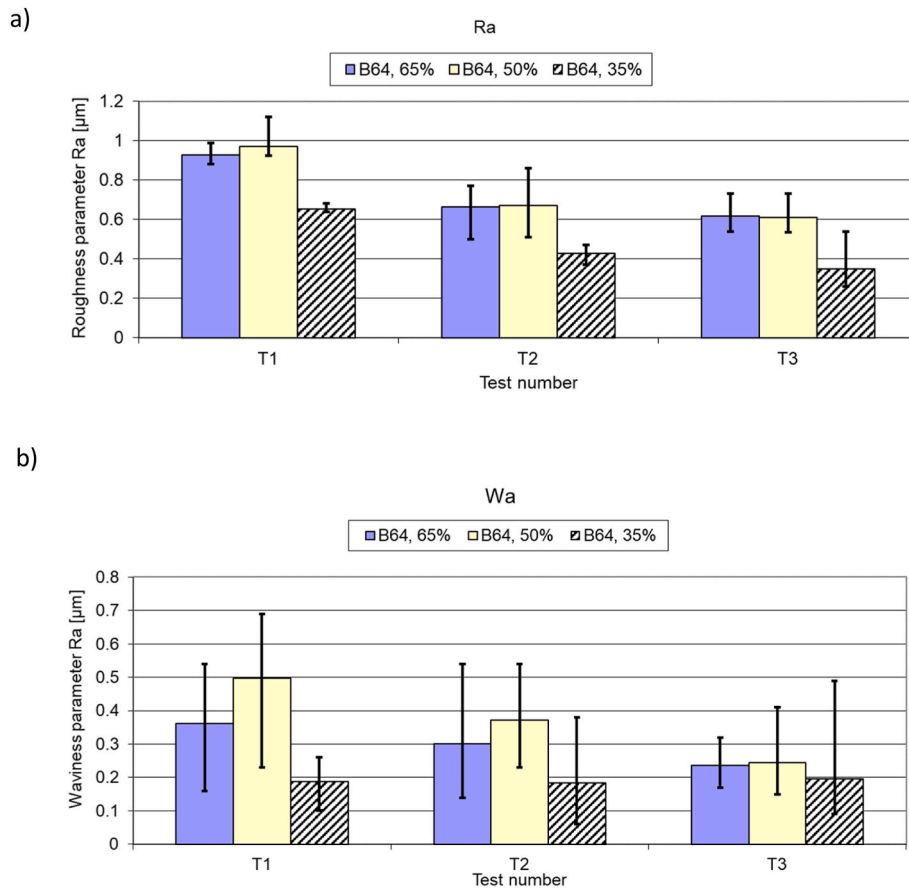 a)
Ra
B64, 65% B64, 50% B64, 35%
Roughness parameter Ra [µm]
1.2
1
0.8
0.6
0.4
0.2
0
T1 T2 T3
Test number
b)
Wa
B64, 65% B64, 50% B64, 35%
Waviness parameter Ra [µm]
0.8
0.7
0.6
0.5
0.4
0.3
0.2
0.1
0
T1 T2 T3
Test number